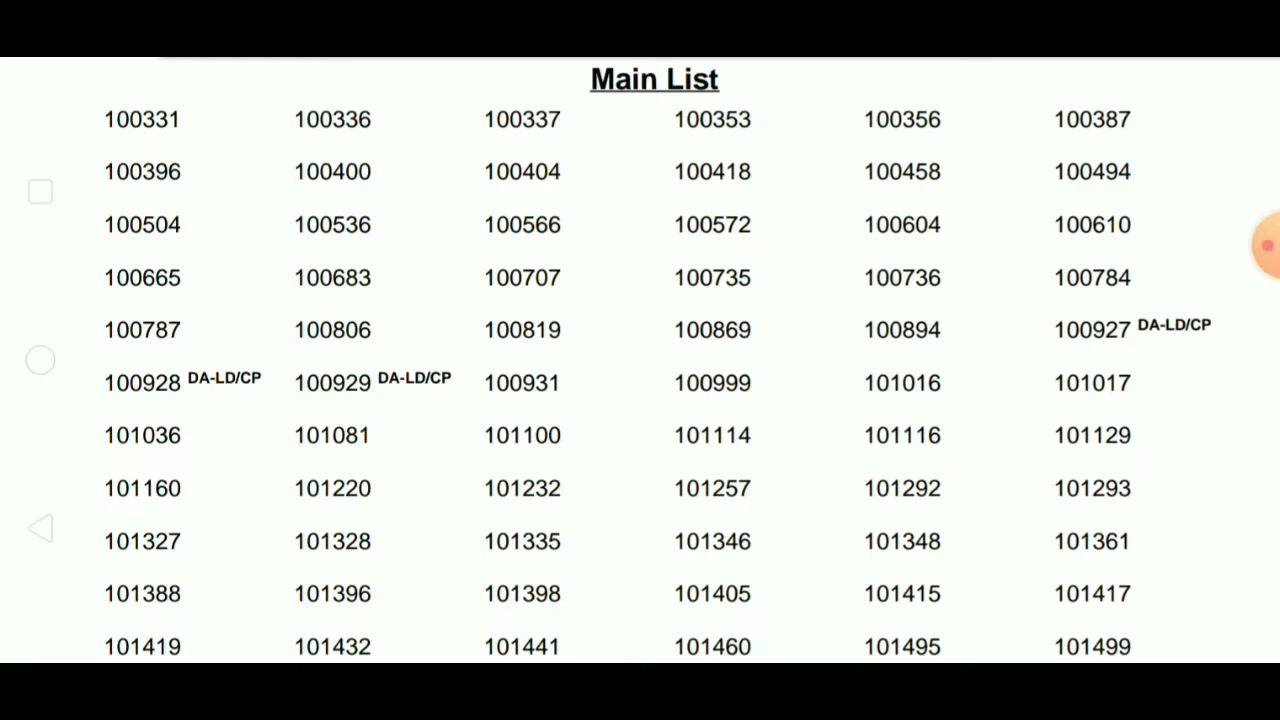 Main List
100331 100336 100337 100353 100356 100387
100396 100400 100404 100418 100458 100494
100504 100536 100566 100572 100604 100610
100665 100683 100707 100735 100736 100784
100787 100806 100819 100869 100894 100927 DA-LD/CP
100928 DA-LD/CP 100929 DA-LD/CP 100931 100999 101016 101017
101036 101081 101100 101114 101116 101129
101160 101220 101232 101257 101292 101293
101327 101328 101335 101346 101348 101361
101388 101396 101398 101405 101415 101417
101419 101432 101441 101460 101495 101499